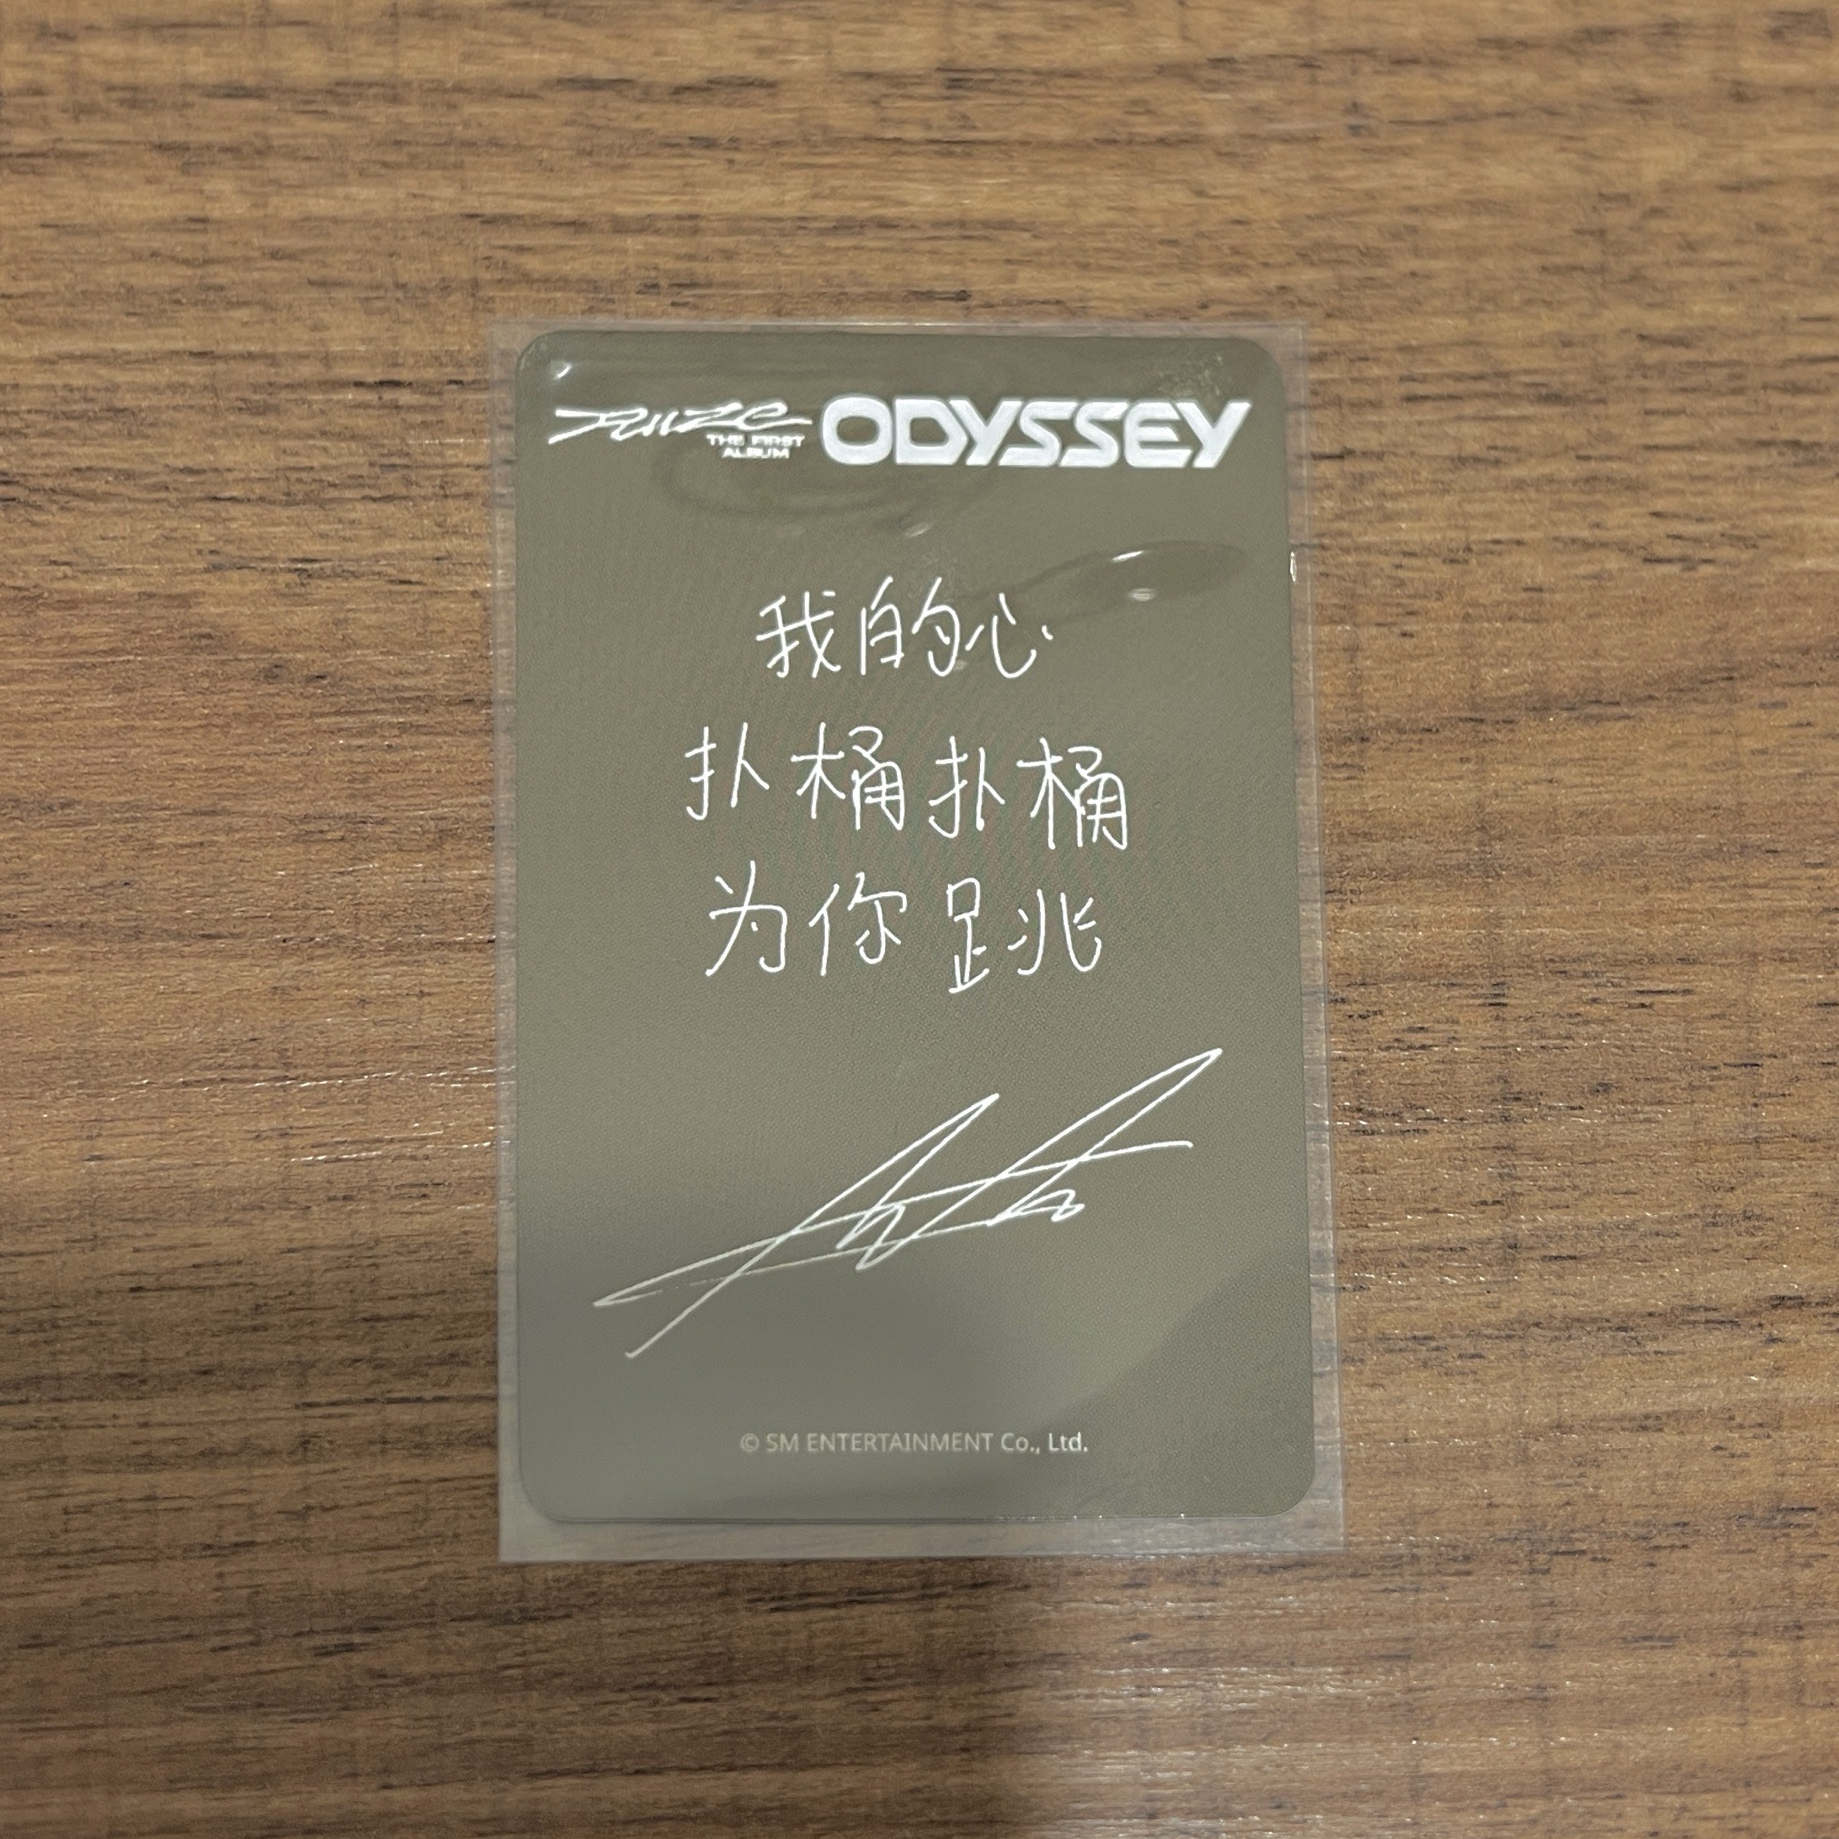 RIIZE THE FIRST ALBUM ODYSSEY
我的心
扑桶扑桶
为你跳
© SM ENTERTAINMENT Co., Ltd.